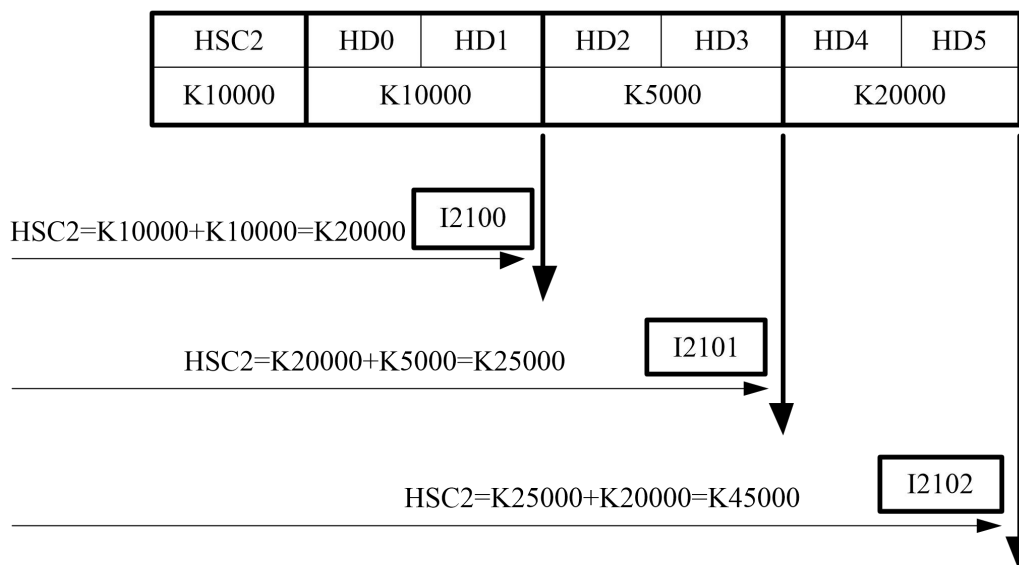 HSC2 HD0 HD1 HD2 HD3 HD4 HD5
K10000 K10000 K5000 K20000
I2100
HSC2=K10000+K10000=K20000
I2101
HSC2=K20000+K5000=K25000
I2102
HSC2=K25000+K20000=K45000